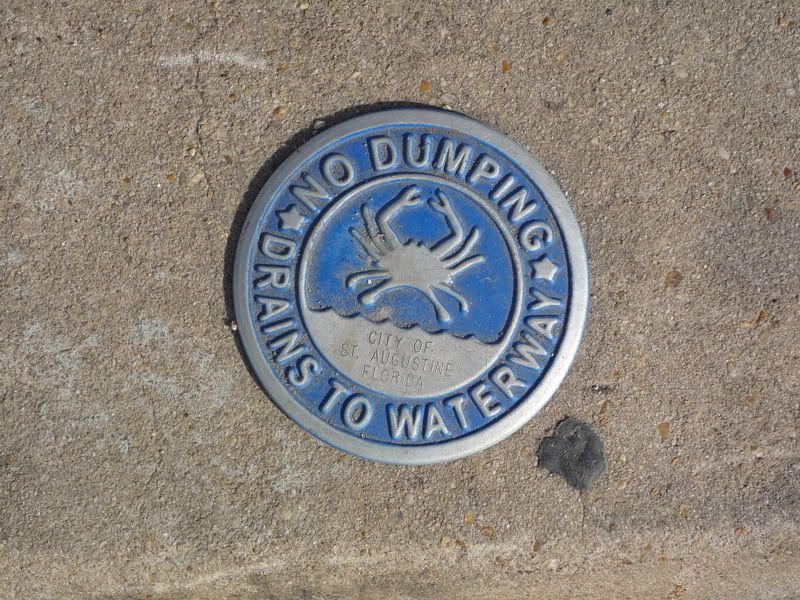 NO DUMPING
DRAINS TO WATERWAY
CITY OF
ST. AUGUSTINE
FLORIDA